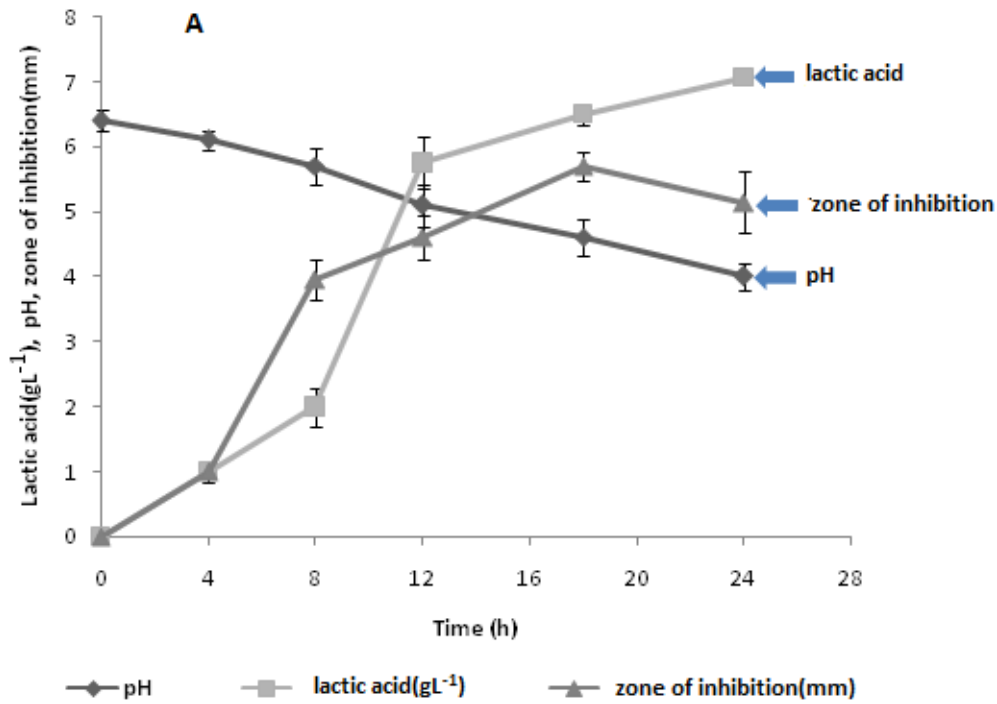 A
8
7
6
5
4
3
2
1
0
Lactic acid(gL⁻¹), pH, zone of inhibition(mm)
lactic acid
zone of inhibition
pH
0 4 8 12 16 20 24 28
Time (h)
pH lactic acid(gL⁻¹) zone of inhibition(mm)